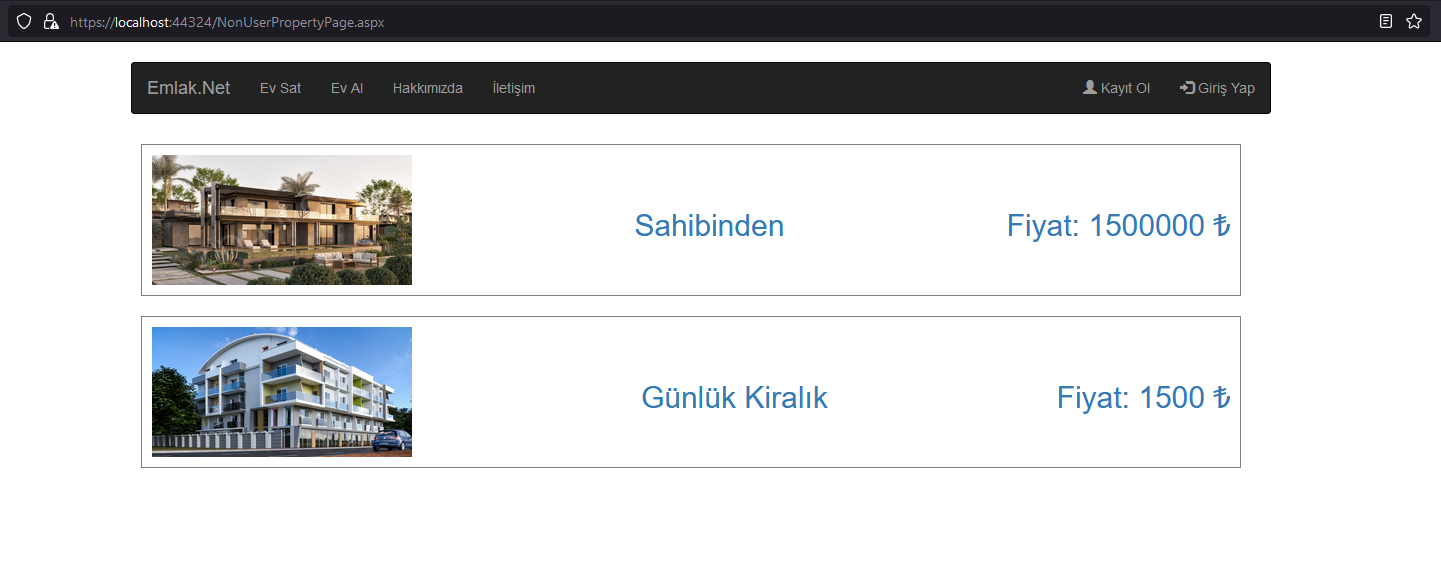 https://localhost:44324/NonUserPropertyPage.aspx
Emlak.Net Ev Sat Ev Al Hakkımızda İletişim Kayıt Ol Giriş Yap
Sahibinden Fiyat: 1500000 ₺
Günlük Kiralık Fiyat: 1500 ₺